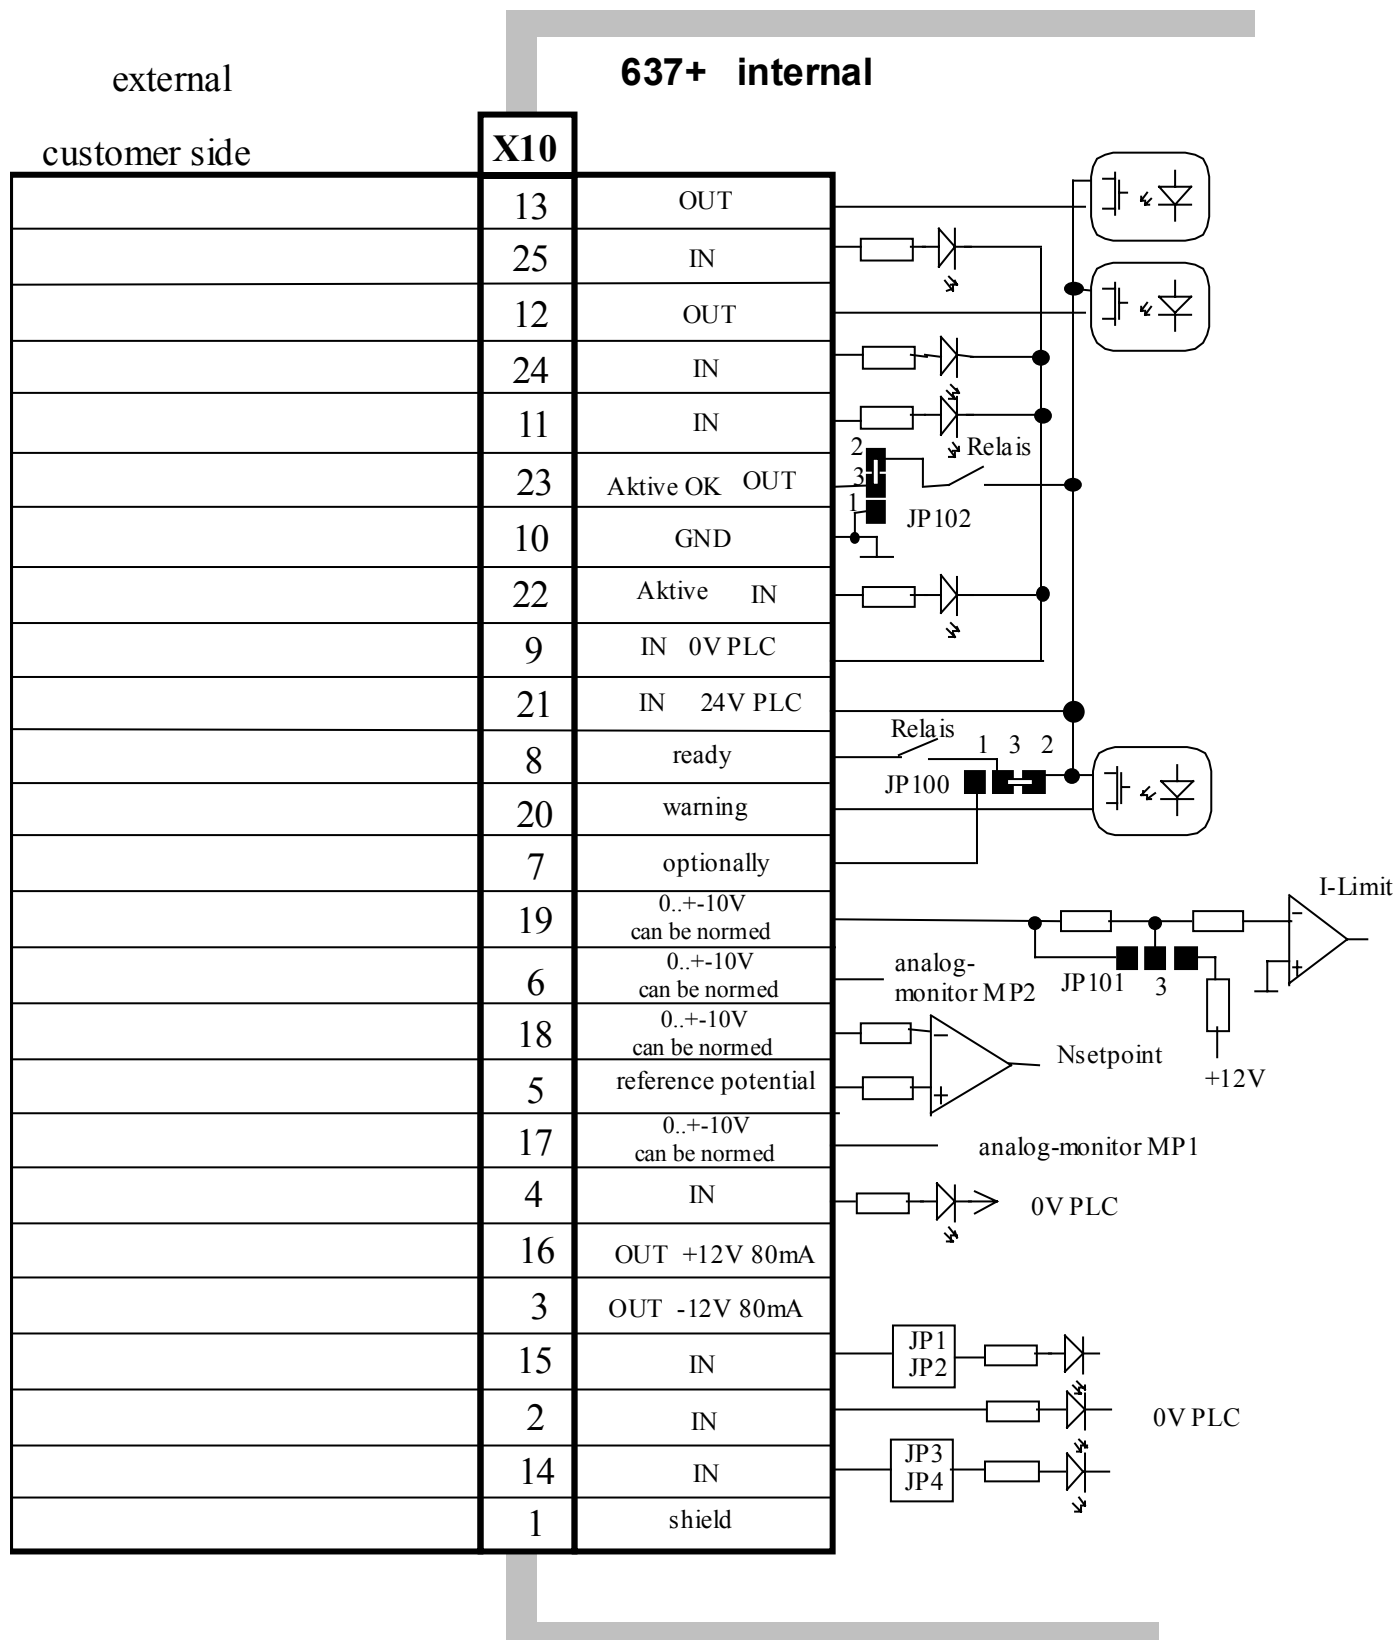 external
637+ internal
customer side
X10
13 OUT
25 IN
12 OUT
24 IN
11 IN
23 Aktive OK OUT
2
3
1
Relais
JP102
10 GND
22 Aktive IN
9 IN 0V PLC
21 IN 24V PLC
8 ready
Relais
1 3 2
JP100
20 warning
7 optionally
19 0..+-10V
can be normed
I-Limit
JP101
3
+12V
6 0..+-10V
can be normed
analog-
monitor MP2
18 0..+-10V
can be normed
Nsetpoint
5 reference potential
17 0..+-10V
can be normed
analog-monitor MP1
4 IN
0V PLC
16 OUT +12V 80mA
3 OUT -12V 80mA
15 IN
JP1
JP2
2 IN
0V PLC
14 IN
JP3
JP4
1 shield